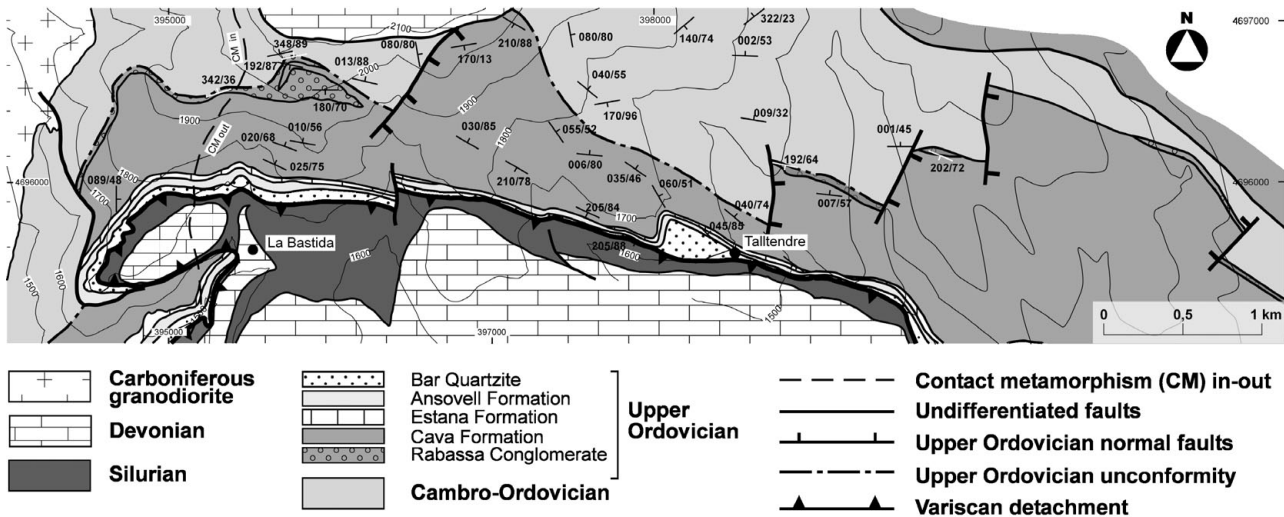 395000
398000
322/23
4697000
N
2100
348/89
080/80
210/88
080/80
140/74
002/53
CM in
192/87
013/88
170/13
2000
342/36
040/55
180/70
1900
1900
170/96
009/32
1800
CM out
020/68
010/56
030/85
055/52
001/45
006/80
192/64
202/72
025/75
035/46
4696000
089/48
1800
210/78
060/51
4696000
1700
040/74
007/57
205/84
1700
045/85
La Bastida
205/88
Talltendre
1600
1600
1600
1500
1500
0 0,5 1 km
395000
397000
Carboniferous
granodiorite
Devonian
Silurian
Bar Quartzite
Ansovell Formation
Estana Formation
Cava Formation
Rabassa Conglomerate
Upper
Ordovician
Cambro-Ordovician
Contact metamorphism (CM) in-out
Undifferentiated faults
Upper Ordovician normal faults
Upper Ordovician unconformity
Variscan detachment